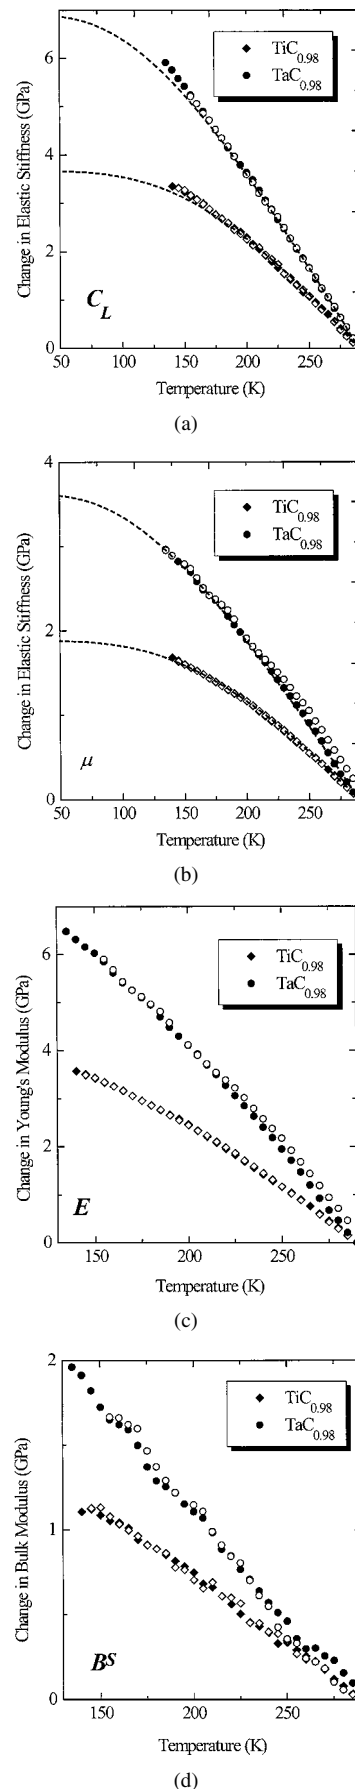 6
4
2
0
Change in Elastic Stiffness (GPa)
TiC0.98
TaC0.98
CL
50 100 150 200 250
Temperature (K)
(a)
4
2
0
Change in Elastic Stiffness (GPa)
TiC0.98
TaC0.98
μ
50 100 150 200 250
Temperature (K)
(b)
6
4
2
0
Change in Young's Modulus (GPa)
TiC0.98
TaC0.98
E
150 200 250
Temperature (K)
(c)
2
1
0
Change in Bulk Modulus (GPa)
TiC0.98
TaC0.98
BS
150 200 250
Temperature (K)
(d)